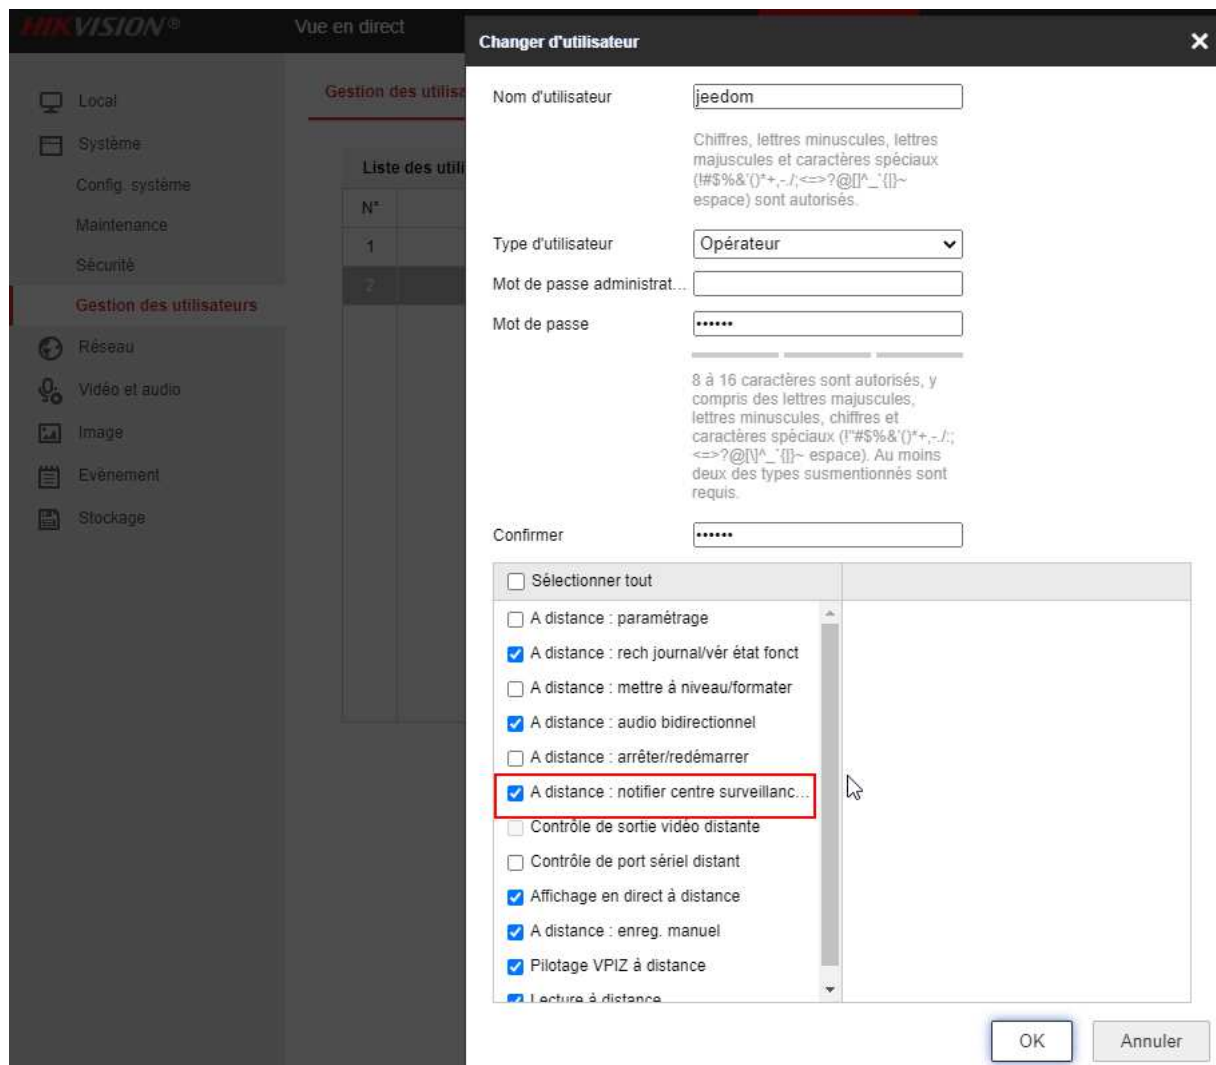 HIKVISION®
Vue en direct
Local
Système
Config. système
Maintenance
Sécurité
Gestion des utilisateurs
Réseau
Vidéo et audio
Image
Evènement
Stockage
Gestion des utilisa
Liste des utili
N°
1
2
Changer d'utilisateur
Nom d'utilisateur
jeedom
Chiffres, lettres minuscules, lettres
majuscules et caractères spéciaux
(!#$%&'()*+,-./;<=>?@[]^_`{|}~
espace) sont autorisés.
Type d'utilisateur
Opérateur
Mot de passe administrat...
Mot de passe
••••••
8 à 16 caractères sont autorisés, y
compris des lettres majuscules,
lettres minuscules, chiffres et
caractères spéciaux (!"#$%&'()*+,-./:;
<=>?@[\]^_`{|}~ espace). Au moins
deux des types susmentionnés sont
requis.
Confirmer
••••••
Sélectionner tout
A distance : paramétrage
A distance : rech journal/vér état fonct
A distance : mettre à niveau/formater
A distance : audio bidirectionnel
A distance : arrêter/redémarrer
A distance : notifier centre surveillanc...
Contrôle de sortie vidéo distante
Contrôle de port sériel distant
Affichage en direct à distance
A distance : enreg. manuel
Pilotage VPIZ à distance
Lecture à distance
OK
Annuler